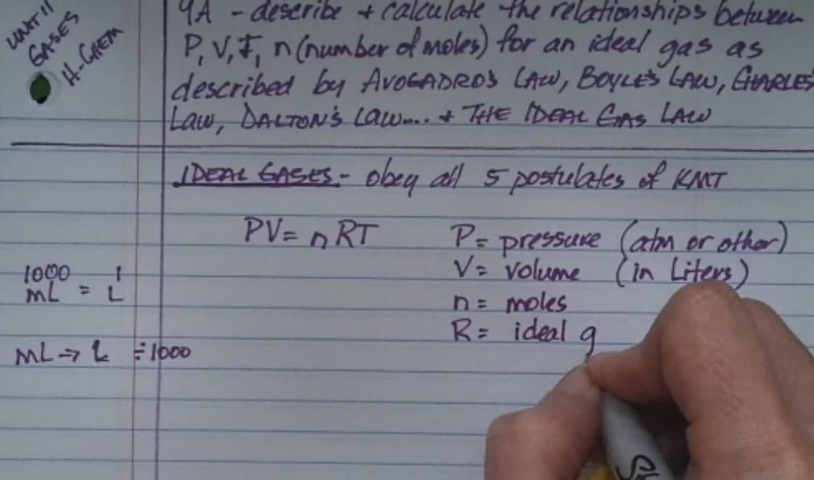 UNIT 11
GASES
H-CHEM
9A - describe + calculate the relationships between
P, V, T, n (number of moles) for an ideal gas as
described by AVOGADRO'S LAW, BOYLE'S LAW, CHARLES'
LAW, DALTON'S LAW.... + THE IDEAL GAS LAW
IDEAL GASES - obey all 5 postulates of KMT
PV = nRT
P = pressure (atm or other)
V = volume (in Liters)
n = moles
R = ideal g
1000 1
mL = L
mL → L ÷ 1000